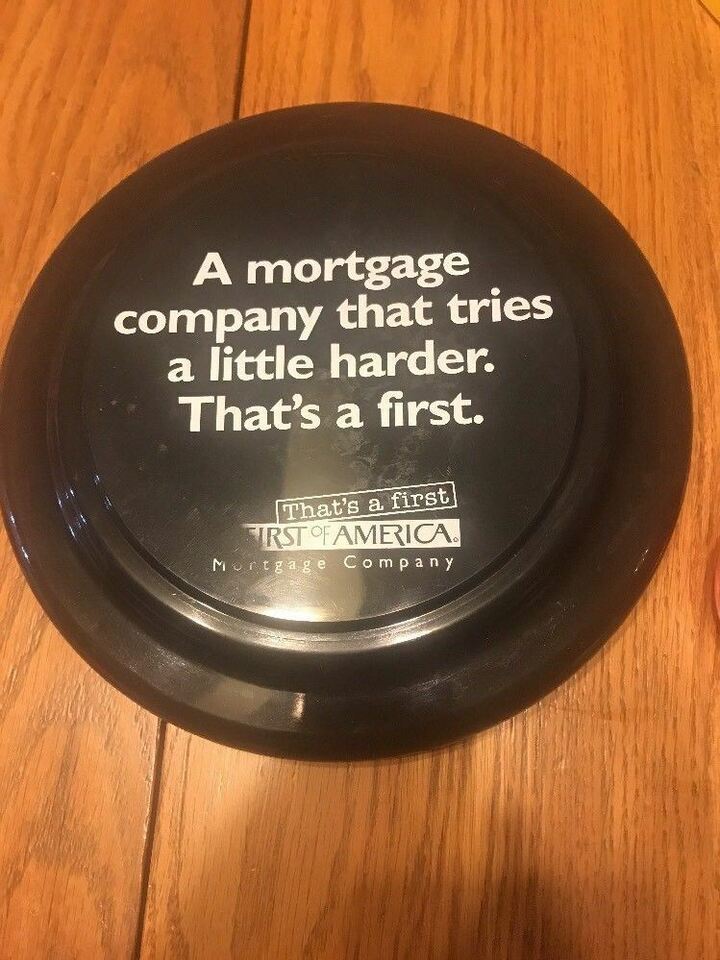 A mortgage
company that tries
a little harder.
That's a first.
That's a first
FIRST OF AMERICA®
Mortgage Company